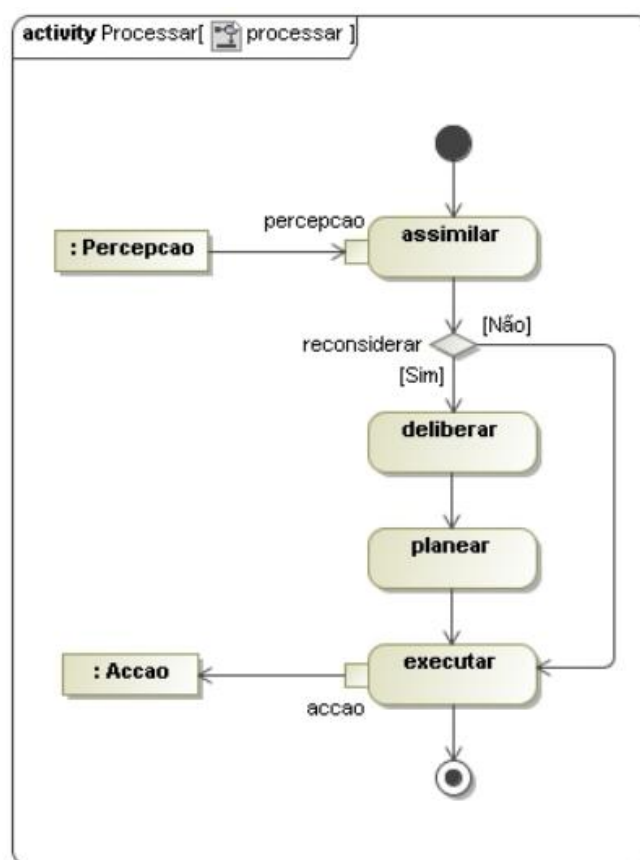 activity Processar[ processar ]
percepcao
: Percepcao
assimilar
reconsiderar
[Não]
[Sim]
deliberar
planear
executar
: Accao
accao